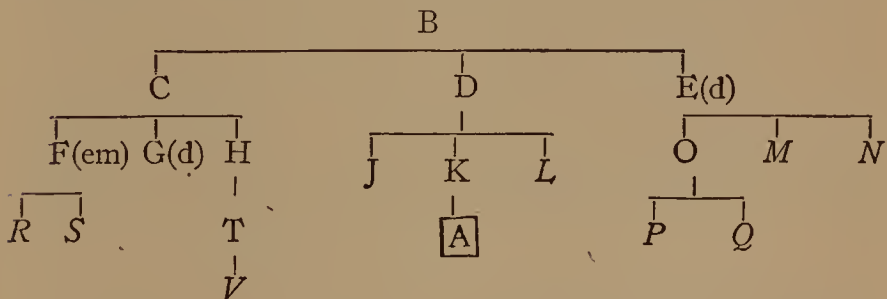 B
C D E(d)
F(em) G(d) H J K L O M N
R S T A P Q
V